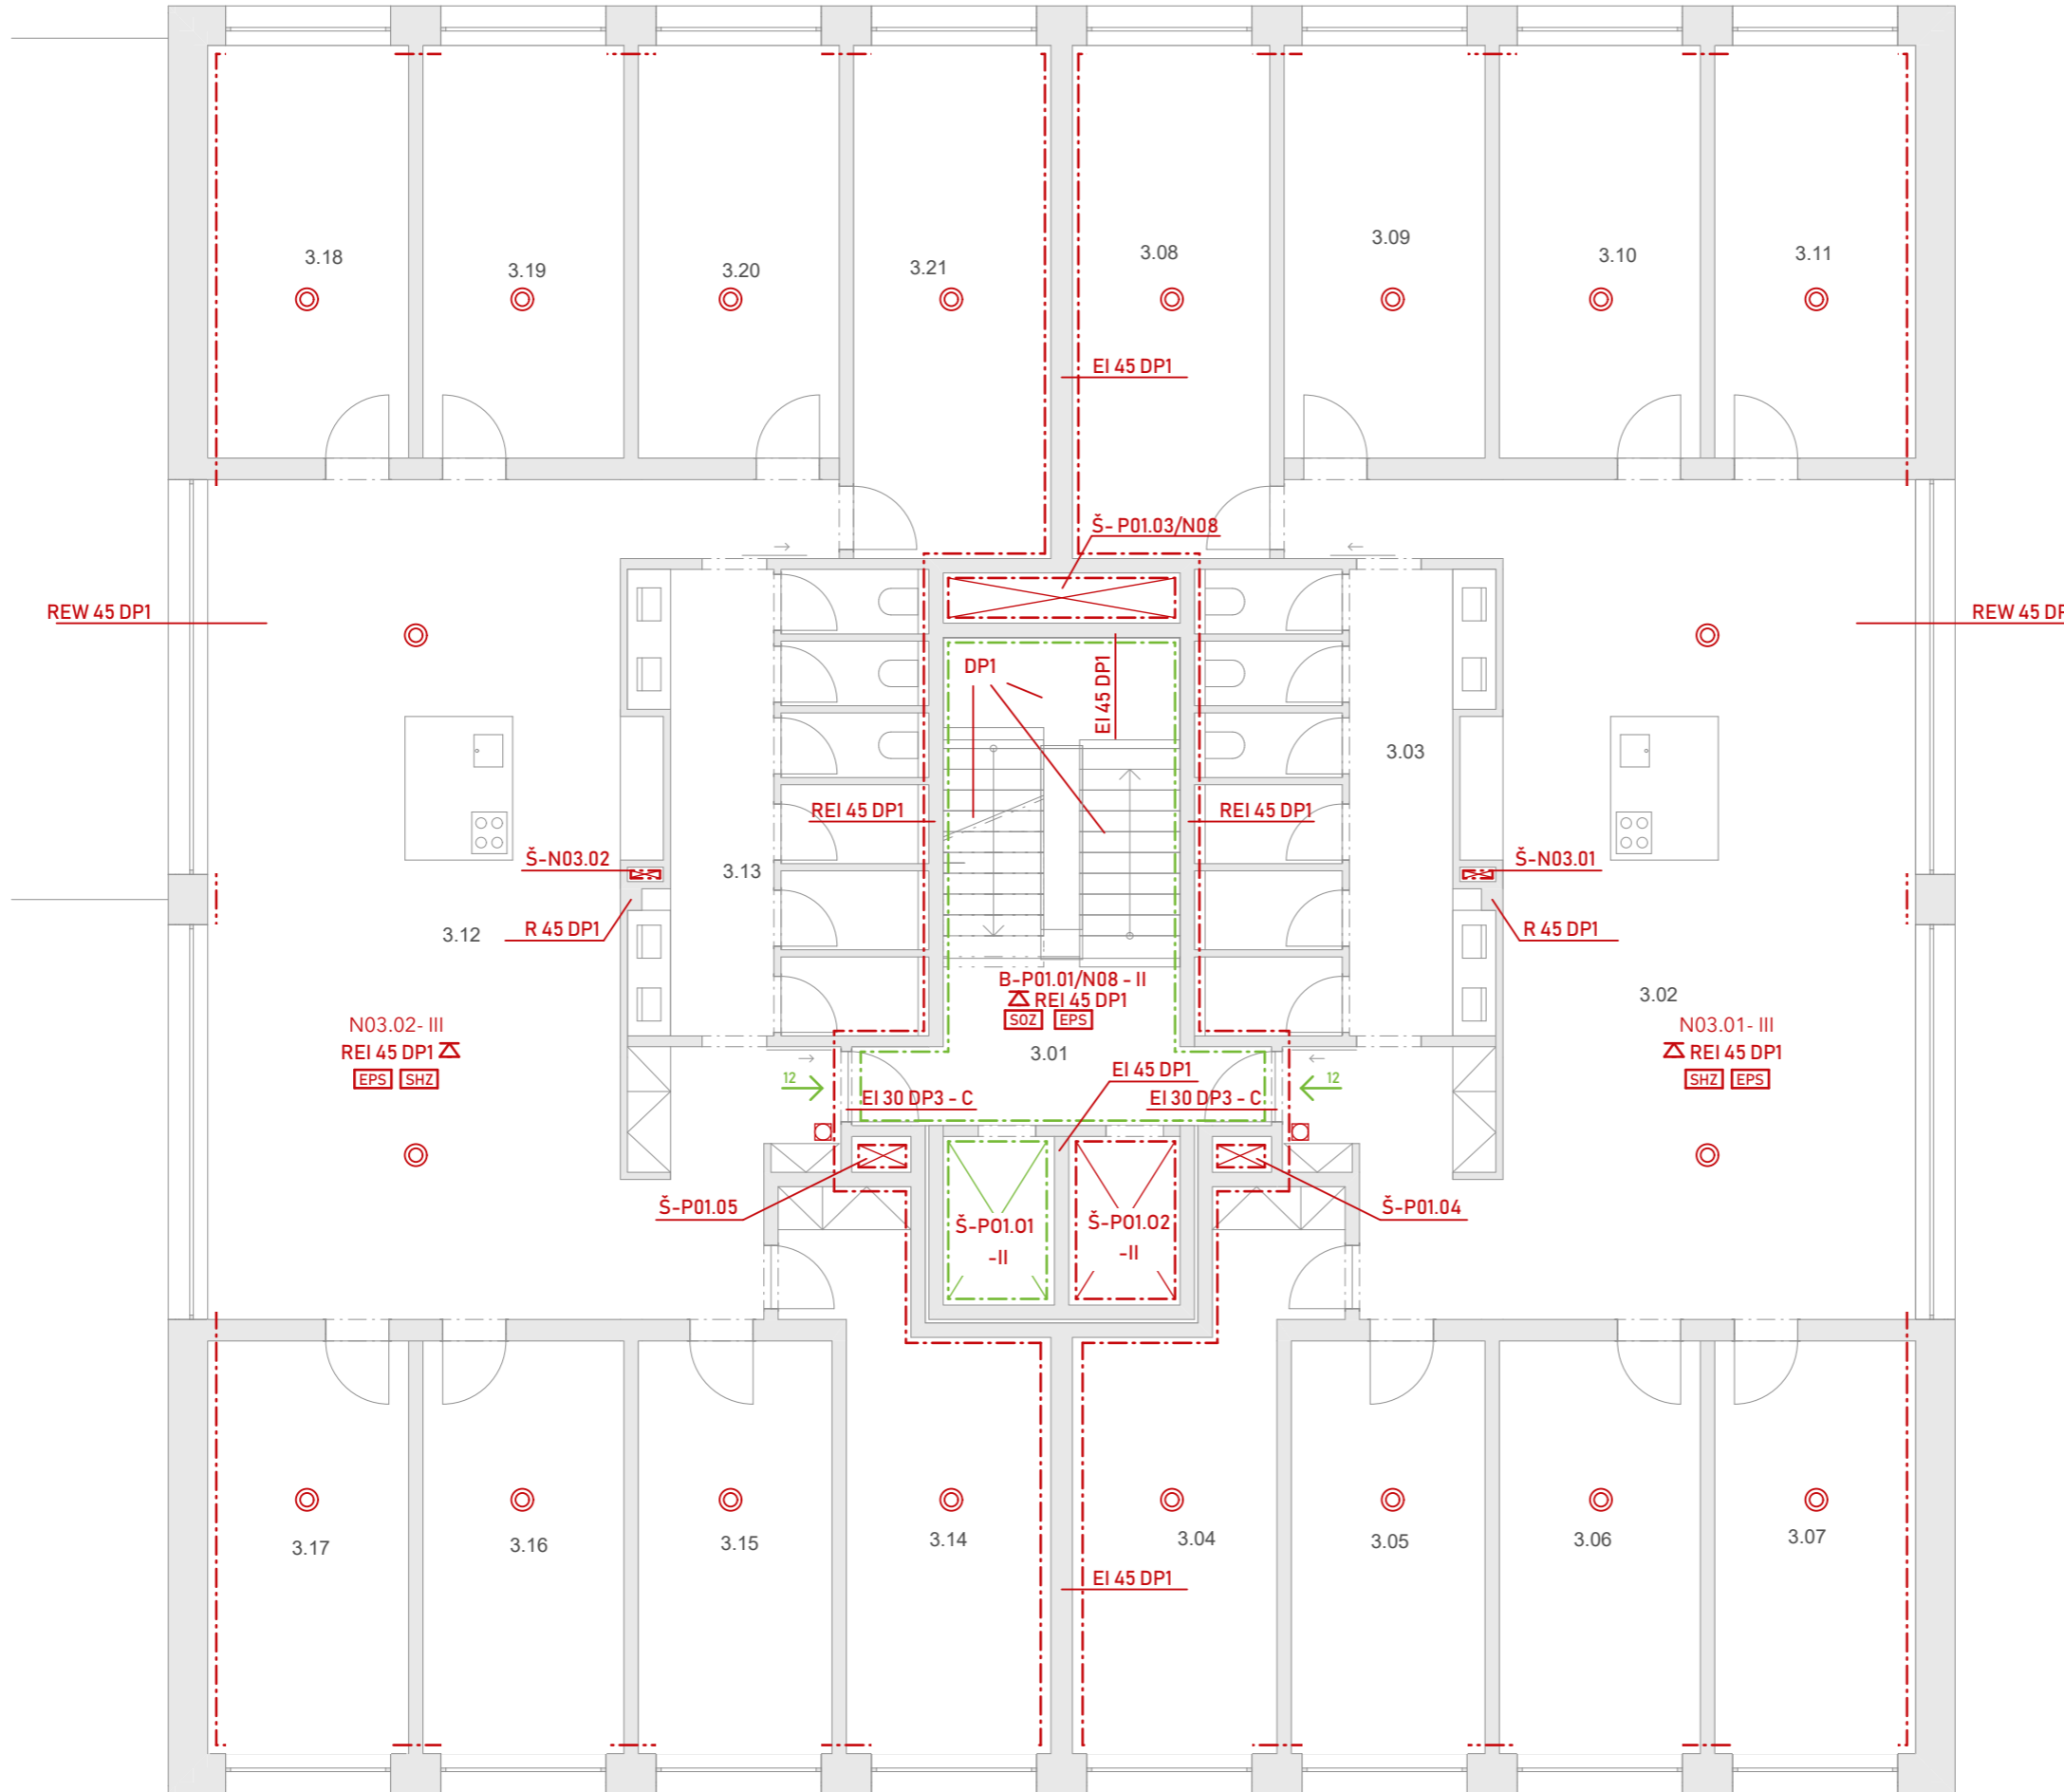 3.18
3.19
3.20
3.21
3.08
3.09
3.10
3.11
EI 45 DP1
Š- P01.03/N08
REW 45 DP1
REW 45 DP
DP1
EI 45 DP1
3.03
REI 45 DP1
REI 45 DP1
Š-N03.02
3.13
Š-N03.01
3.12
R 45 DP1
R 45 DP1
B-P01.01/N08 - II
REI 45 DP1
SOZ EPS
3.02
N03.02- III
REI 45 DP1
EPS SHZ
3.01
N03.01- III
REI 45 DP1
SHZ EPS
12
EI 45 DP1
12
EI 30 DP3 - C
EI 30 DP3 - C
Š-P01.05
Š-P01.01
-II
Š-P01.02
-II
Š-P01.04
3.17
3.16
3.15
3.14
3.04
3.05
3.06
3.07
EI 45 DP1